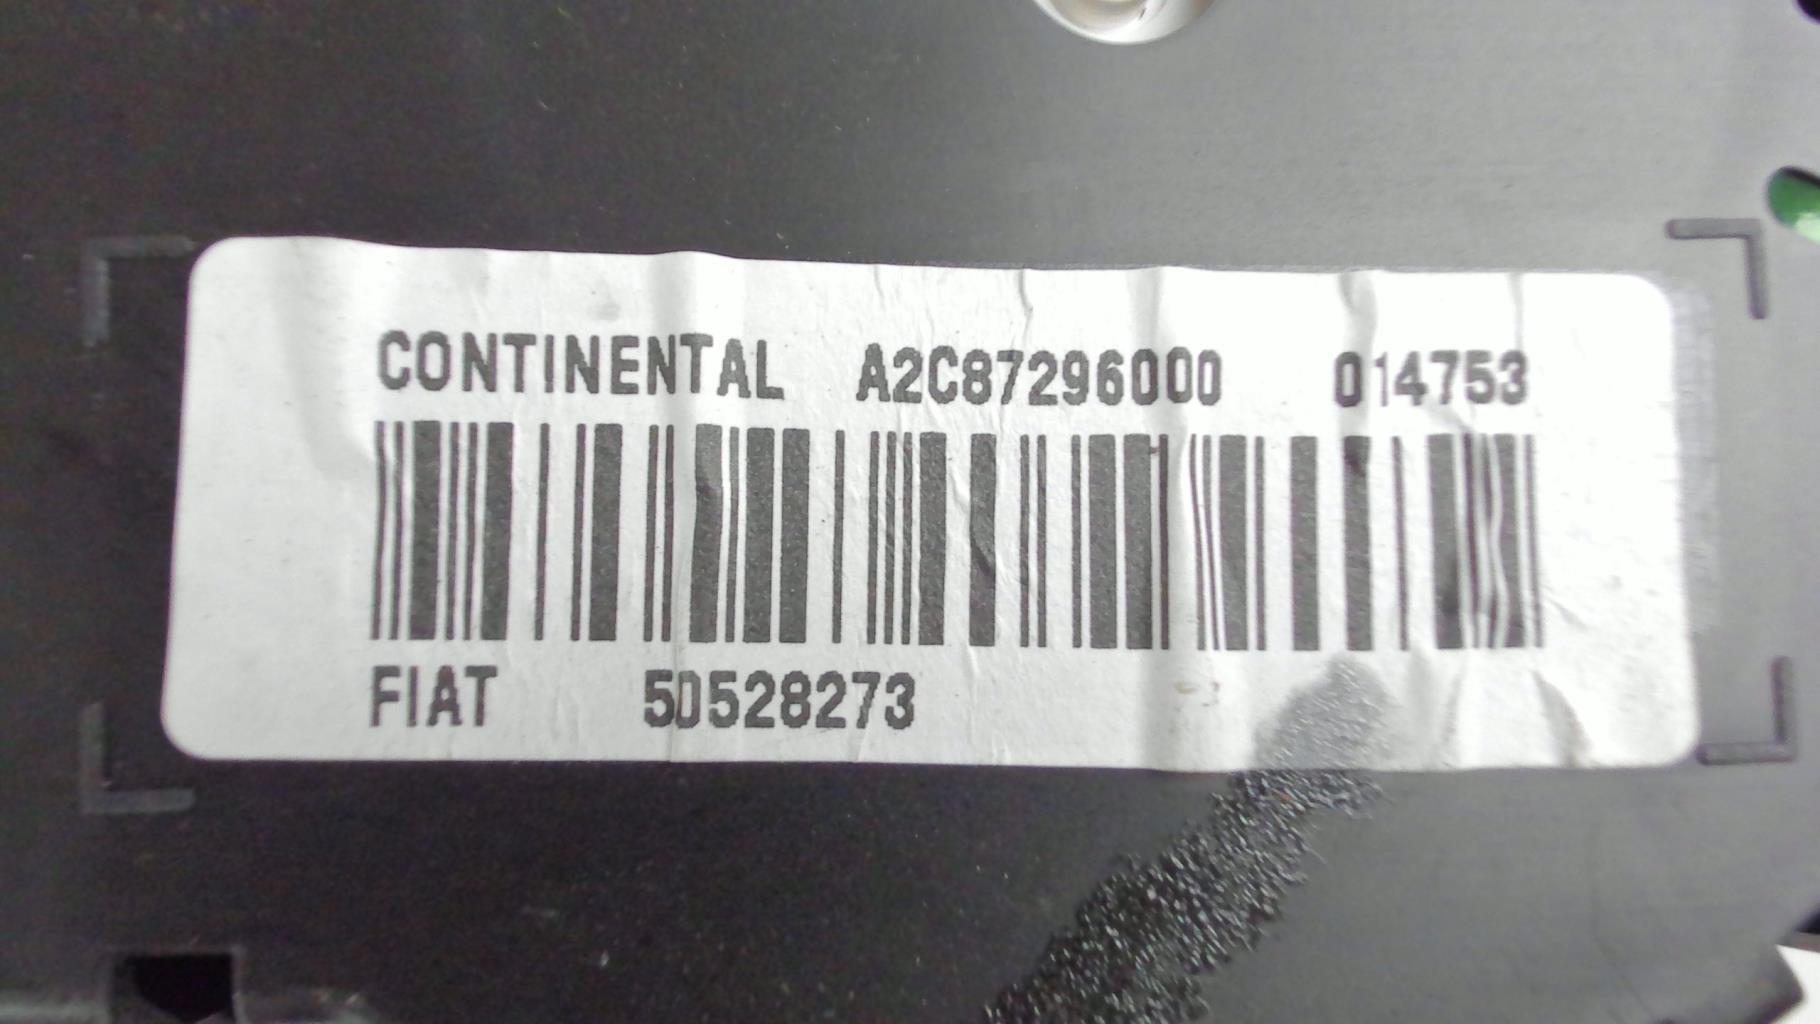 CONTINENTAL A2C87296000 014753
FIAT 50528273